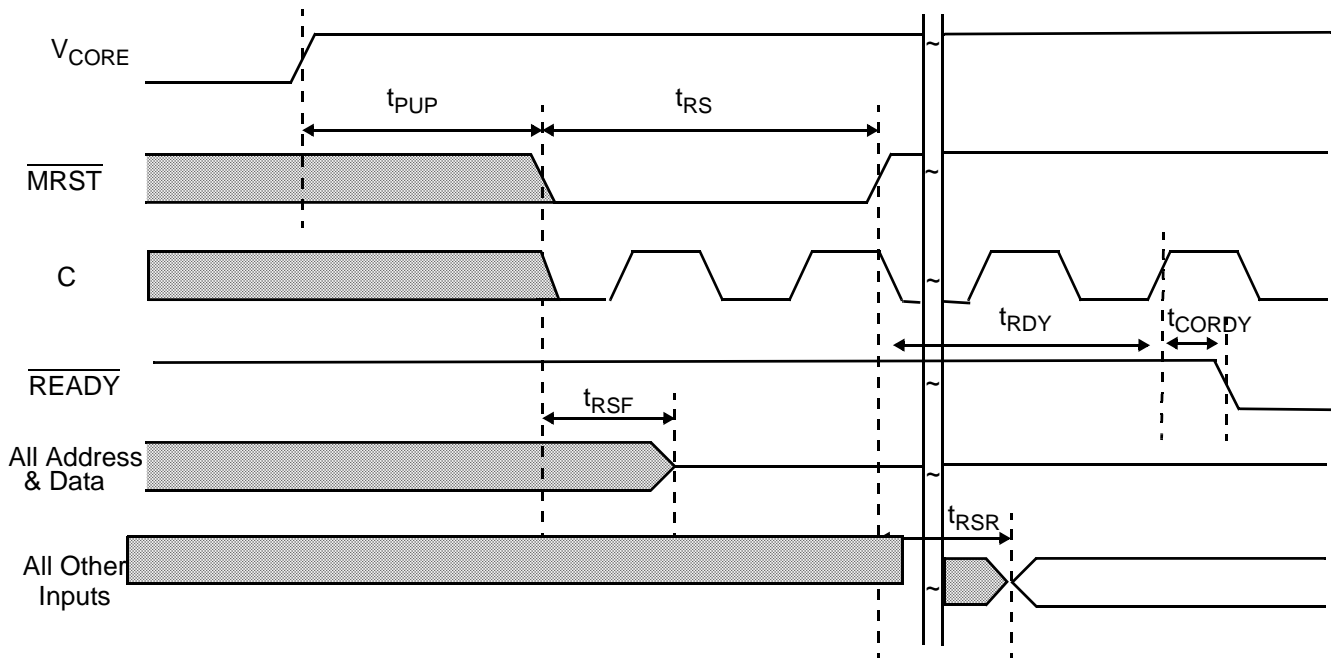 VCORE
tPUP
tRS
MRST
C
tRDY
tCORDY
READY
tRSF
All Address
& Data
tRSR
All Other
Inputs
~
~
~
~
~
~